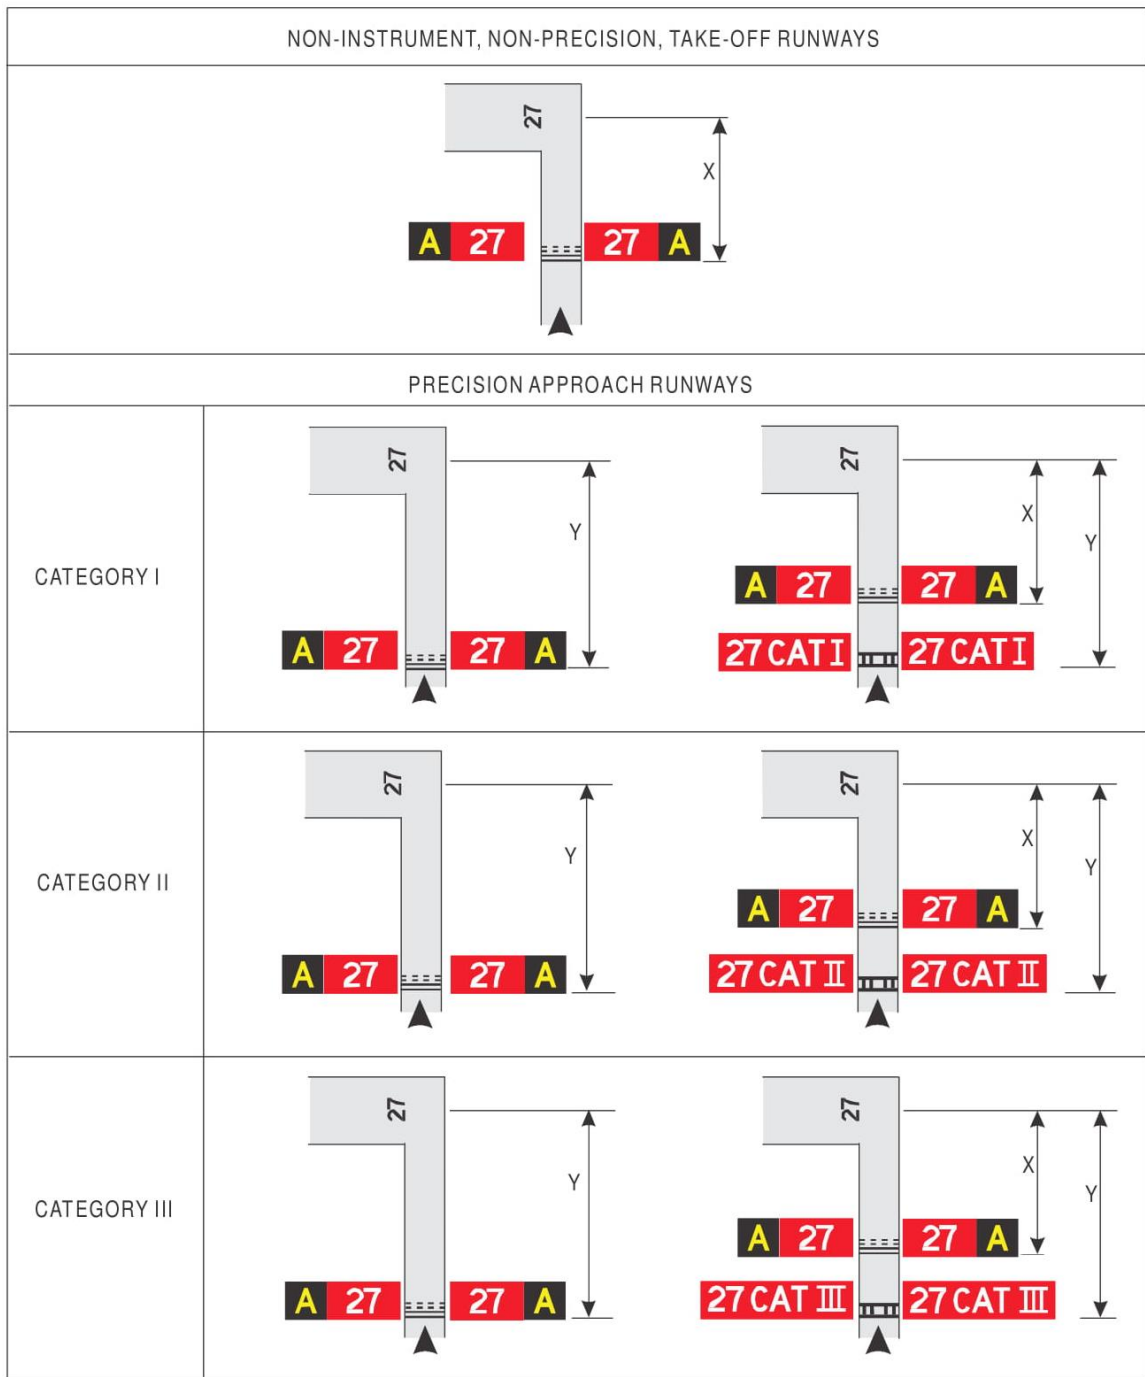 NON-INSTRUMENT, NON-PRECISION, TAKE-OFF RUNWAYS
27
X
A 27 27 A
PRECISION APPROACH RUNWAYS
CATEGORY I
27
Y
A 27 27 A
27
X
Y
A 27 27 A
27 CAT I 27 CAT I
CATEGORY II
27
Y
A 27 27 A
27
X
Y
A 27 27 A
27 CAT II 27 CAT II
CATEGORY III
27
Y
A 27 27 A
27
X
Y
A 27 27 A
27 CAT III 27 CAT III